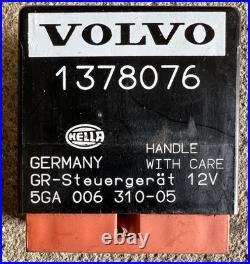 VOLVO
1378076
HELLA
HANDLE
GERMANY WITH CARE
GR-Steuergerät 12V
5GA 006 310-05